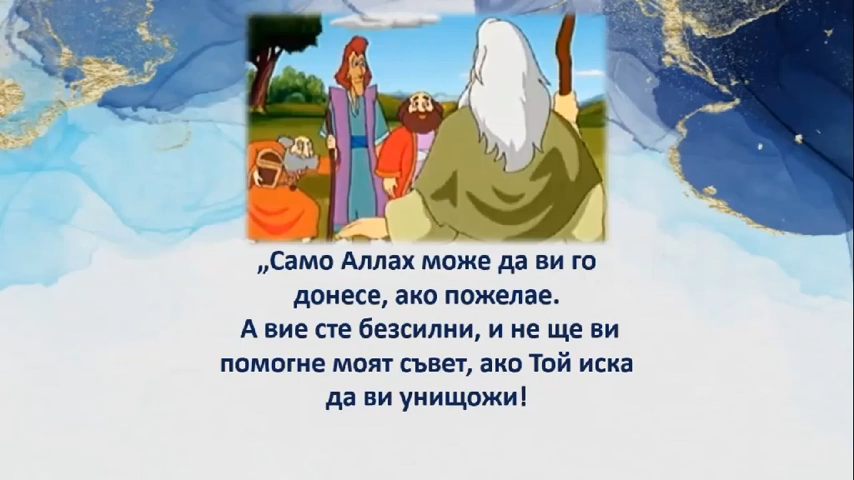 „Само Аллах може да ви го
донесе, ако пожелае.
А вие сте безсилни, и не ще ви
помогне моят съвет, ако Той иска
да ви унищожи!